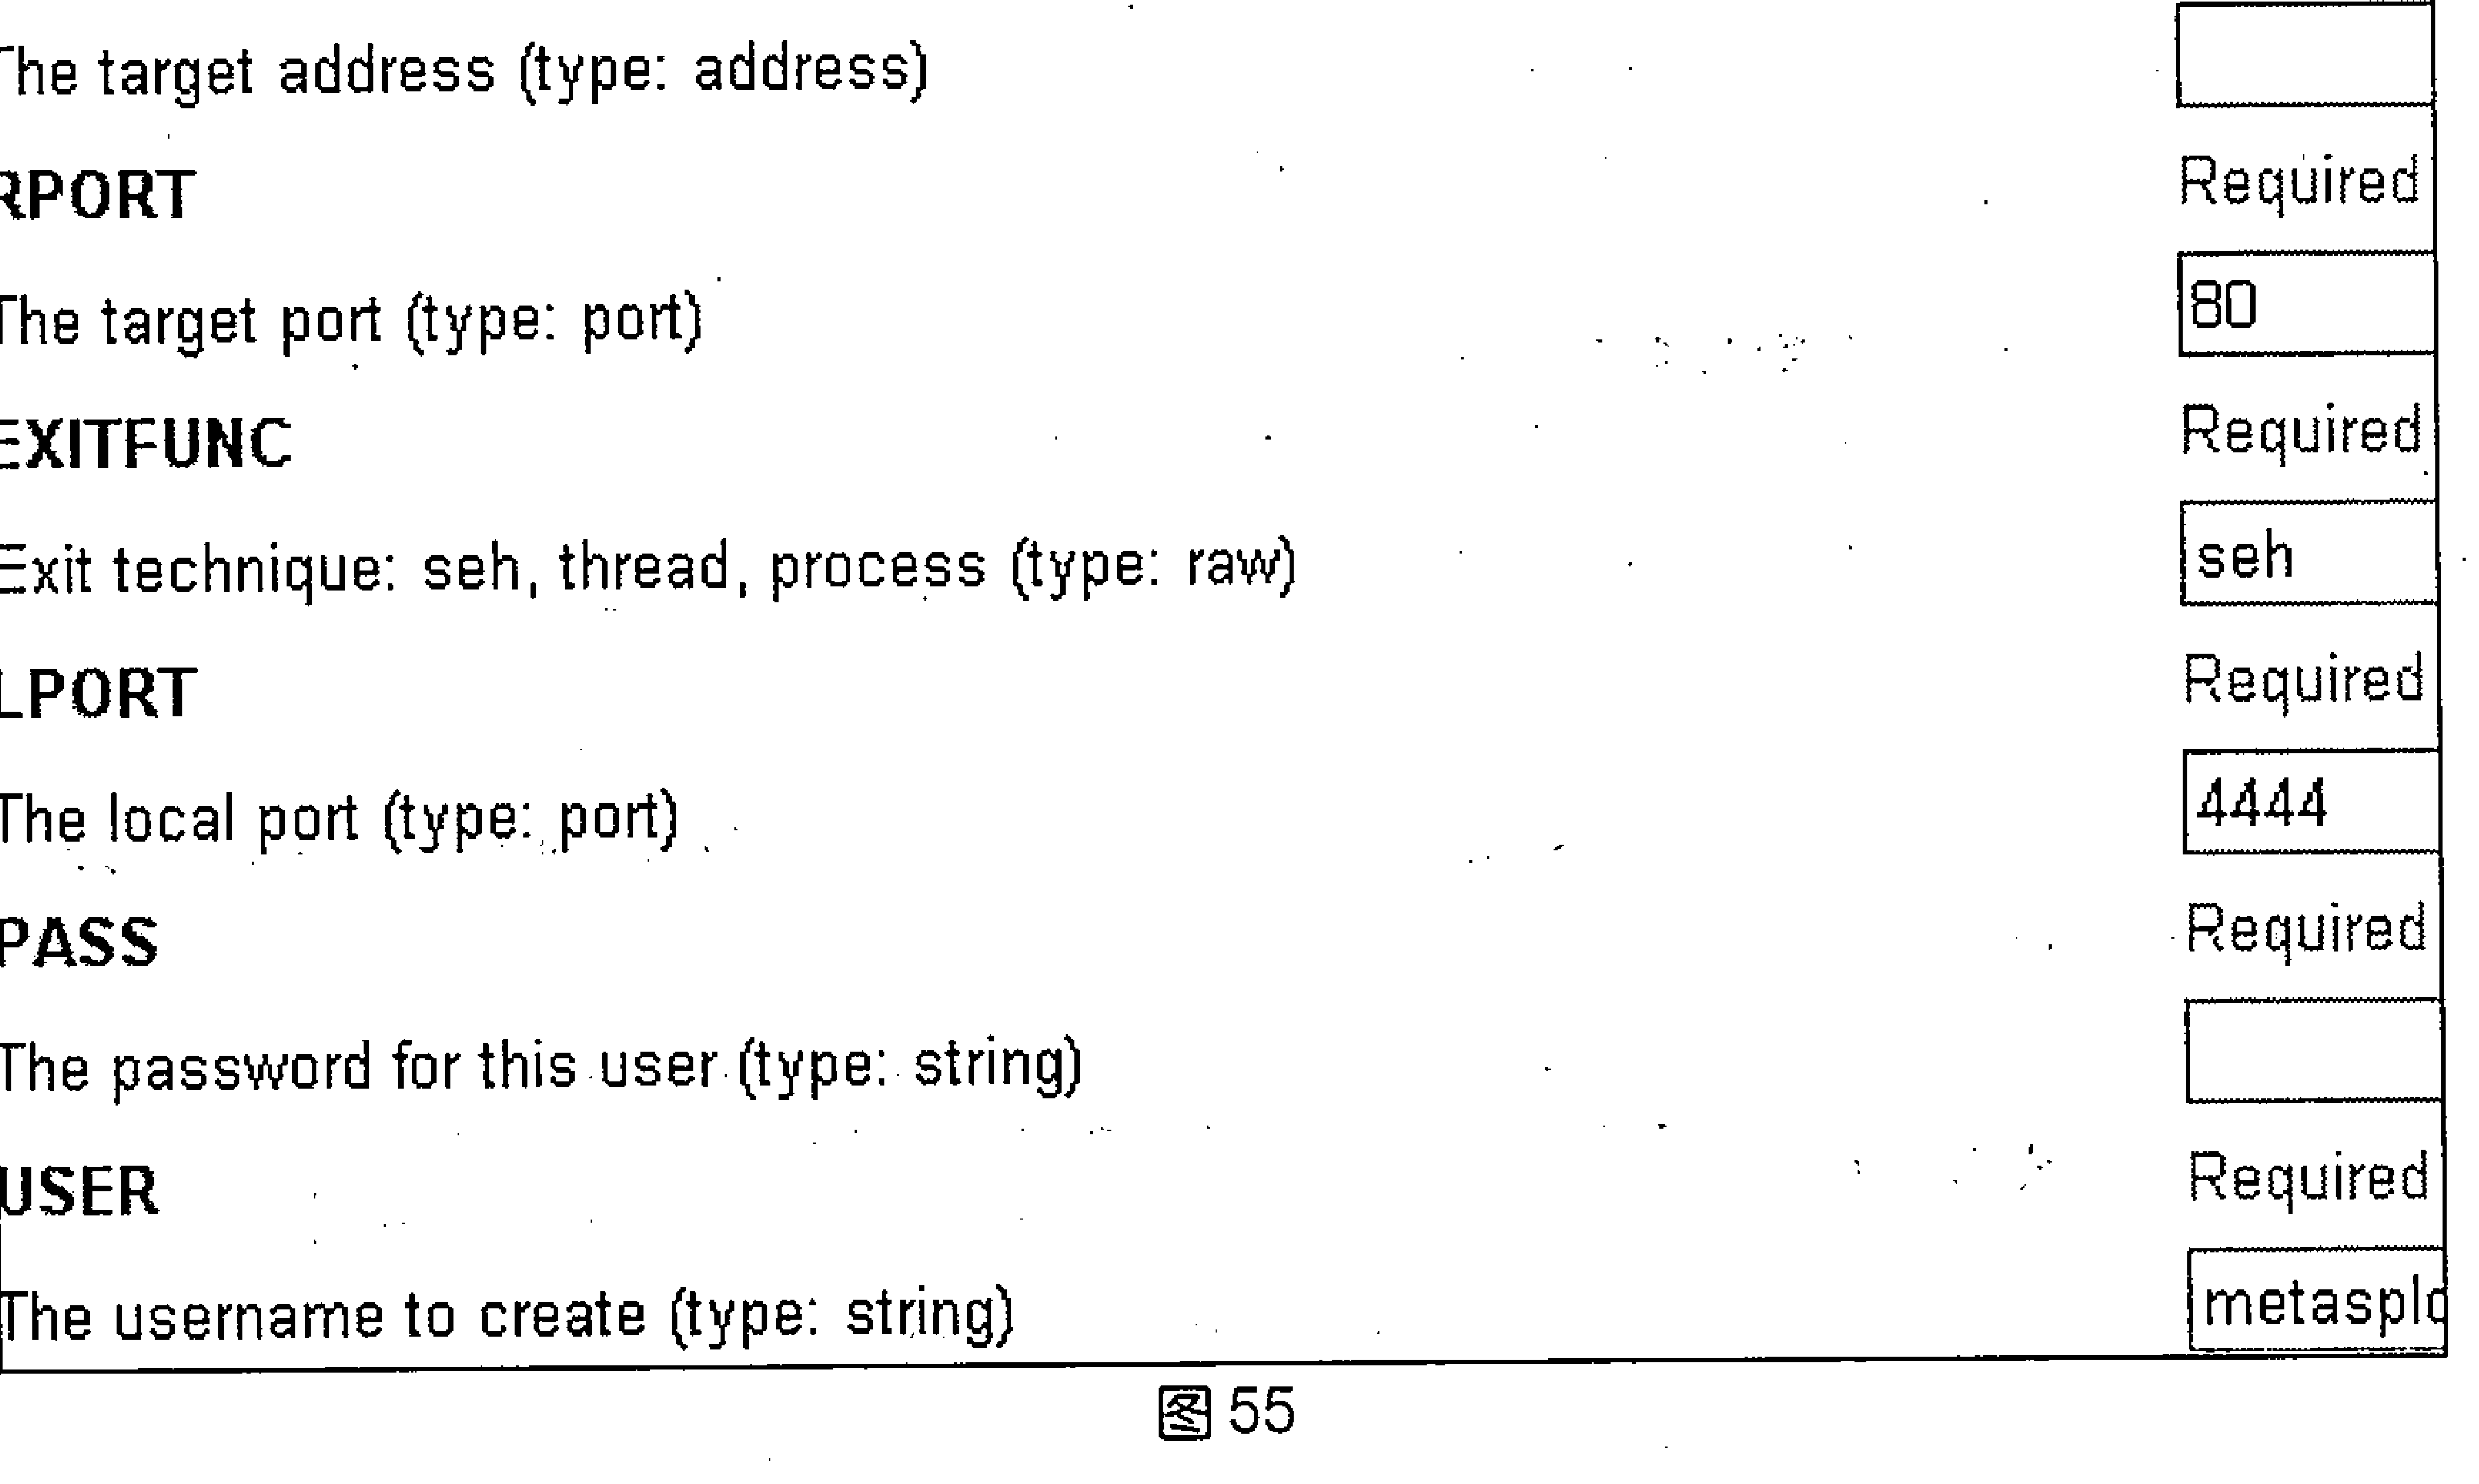 The target address (type: address)
RPORT Required
The target port (type: port) 80
EXITFUNC Required
Exit technique: seh, thread, process (type: raw) seh
LPORT Required
The local port (type: port) 4444
PASS Required
The password for this user (type: string)
USER Required
The username to create (type: string) metasplo
图 55